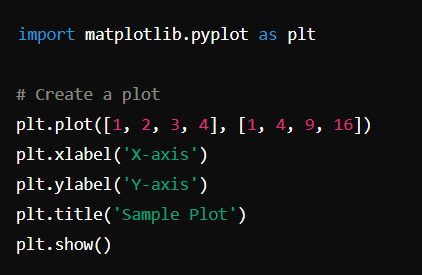 import matplotlib.pyplot as plt
# Create a plot
plt.plot([1, 2, 3, 4], [1, 4, 9, 16])
plt.xlabel('X-axis')
plt.ylabel('Y-axis')
plt.title('Sample Plot')
plt.show()